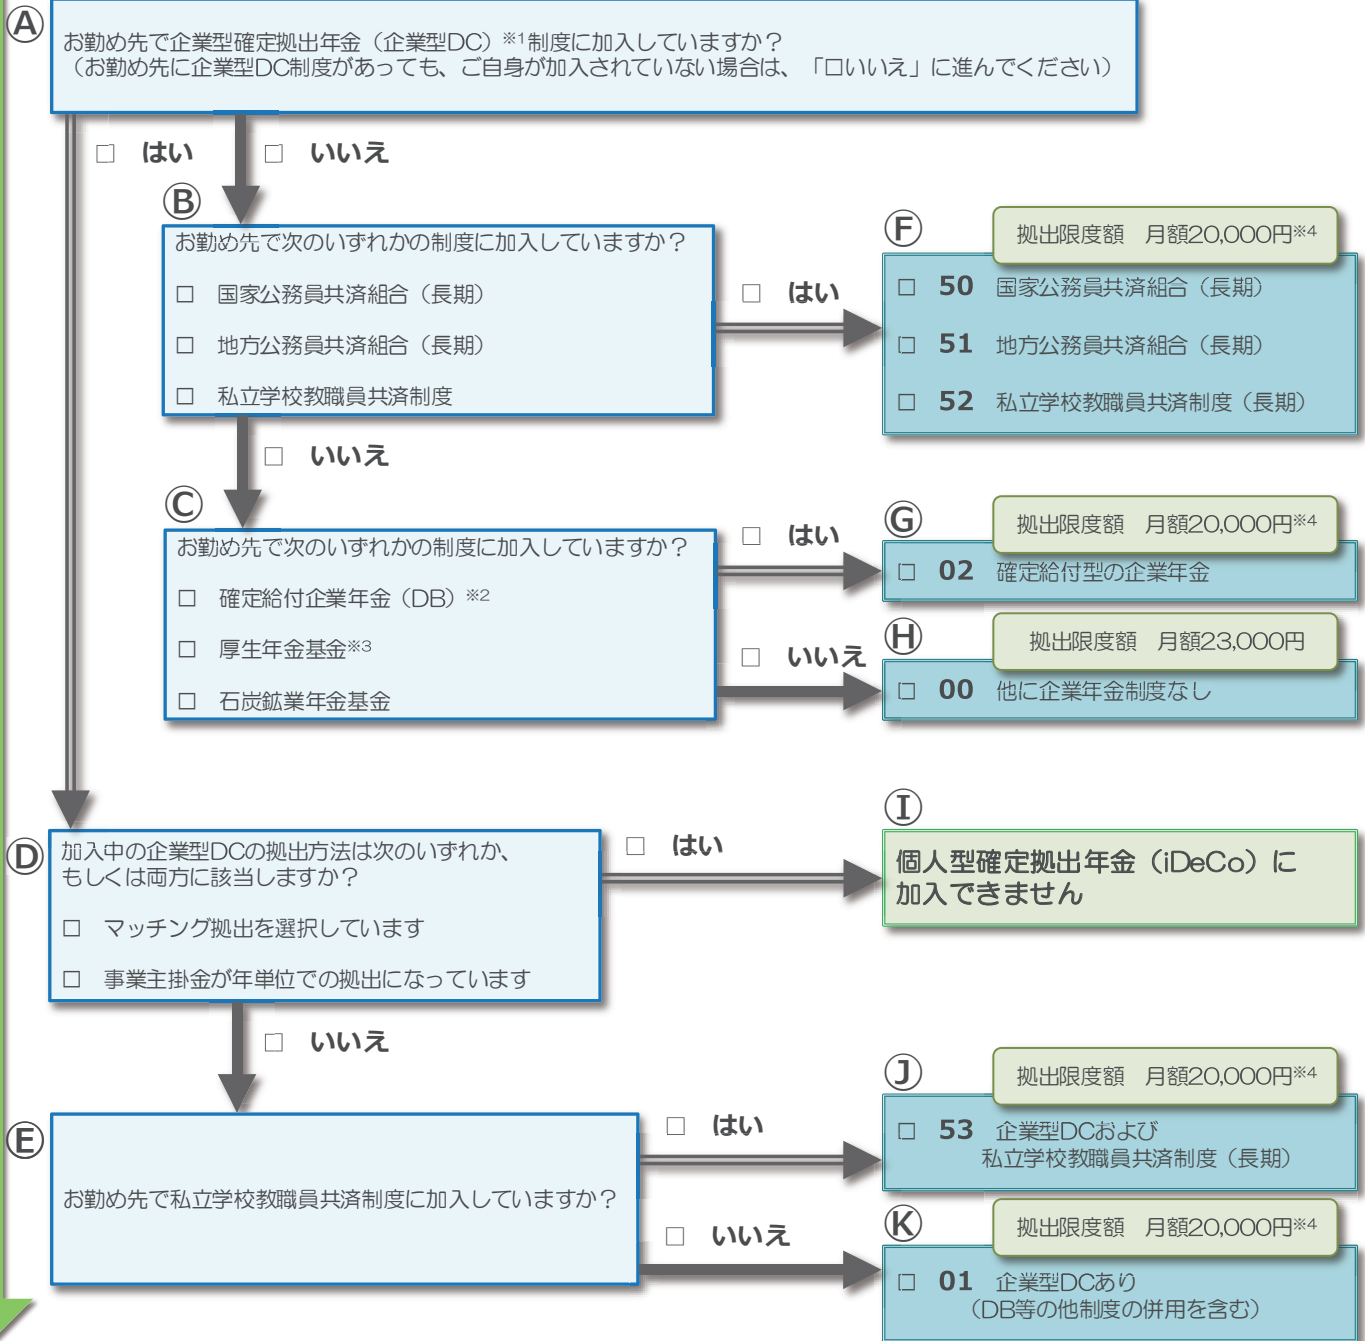 Ⓐ
お勤め先で企業型確定拠出年金（企業型DC）※1制度に加入していますか？
（お勤め先に企業型DC制度があっても、ご自身が加入されていない場合は、「□いいえ」に進んでください）
□ はい
□ いいえ
Ⓑ
お勤め先で次のいずれかの制度に加入していますか？
□ 国家公務員共済組合（長期）
□ 地方公務員共済組合（長期）
□ 私立学校教職員共済制度
□ はい
Ⓕ
拠出限度額 月額20,000円※4
□ 50 国家公務員共済組合（長期）
□ 51 地方公務員共済組合（長期）
□ 52 私立学校教職員共済制度（長期）
□ いいえ
Ⓒ
お勤め先で次のいずれかの制度に加入していますか？
□ 確定給付企業年金（DB）※2
□ 厚生年金基金※3
□ 石炭鉱業年金基金
□ はい
Ⓖ
拠出限度額 月額20,000円※4
□ 02 確定給付型の企業年金
□ いいえ
Ⓗ
拠出限度額 月額23,000円
□ 00 他に企業年金制度なし
Ⓓ
加入中の企業型DCの拠出方法は次のいずれか、
もしくは両方に該当しますか？
□ マッチング拠出を選択しています
□ 事業主掛金が年単位での拠出になっています
□ はい
Ⓘ
個人型確定拠出年金（iDeCo）に
加入できません
□ いいえ
Ⓔ
お勤め先で私立学校教職員共済制度に加入していますか？
□ はい
Ⓙ
拠出限度額 月額20,000円※4
□ 53 企業型DCおよび
私立学校教職員共済制度（長期）
□ いいえ
Ⓚ
拠出限度額 月額20,000円※4
□ 01 企業型DCあり
（DB等の他制度の併用を含む）